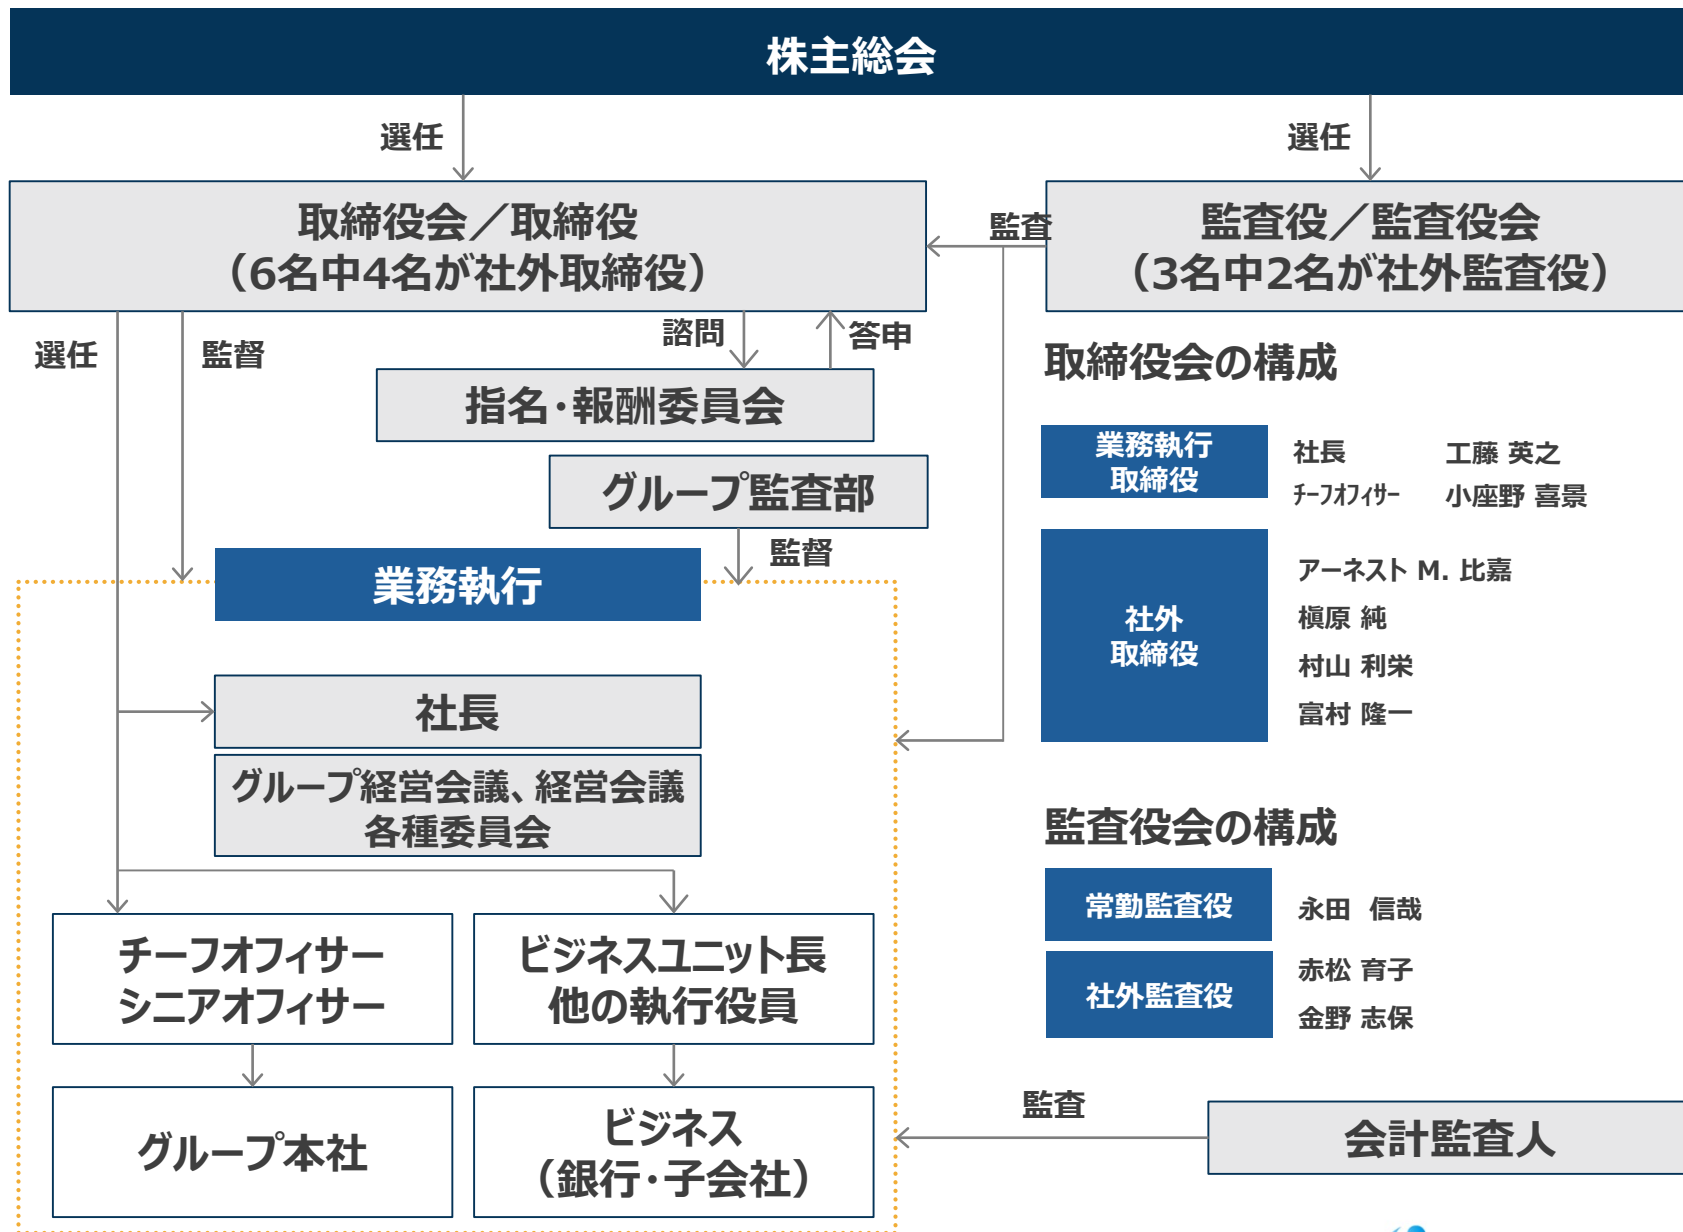 株主総会
選任
選任
取締役会／取締役
（6名中4名が社外取締役）
監査
監査役／監査役会
（3名中2名が社外監査役）
選任
監督
諮問
答申
指名・報酬委員会
グループ監査部
監督
業務執行
社長
グループ経営会議、経営会議
各種委員会
チーフオフィサー
シニアオフィサー
ビジネスユニット長
他の執行役員
グループ本社
ビジネス
（銀行・子会社）
取締役会の構成
業務執行
取締役
社長 工藤 英之
チーフオフィサー 小座野 喜景
社外
取締役
アーネスト M. 比嘉
槇原 純
村山 利栄
富村 隆一
監査役会の構成
常勤監査役
永田 信哉
社外監査役
赤松 育子
金野 志保
監査
会計監査人